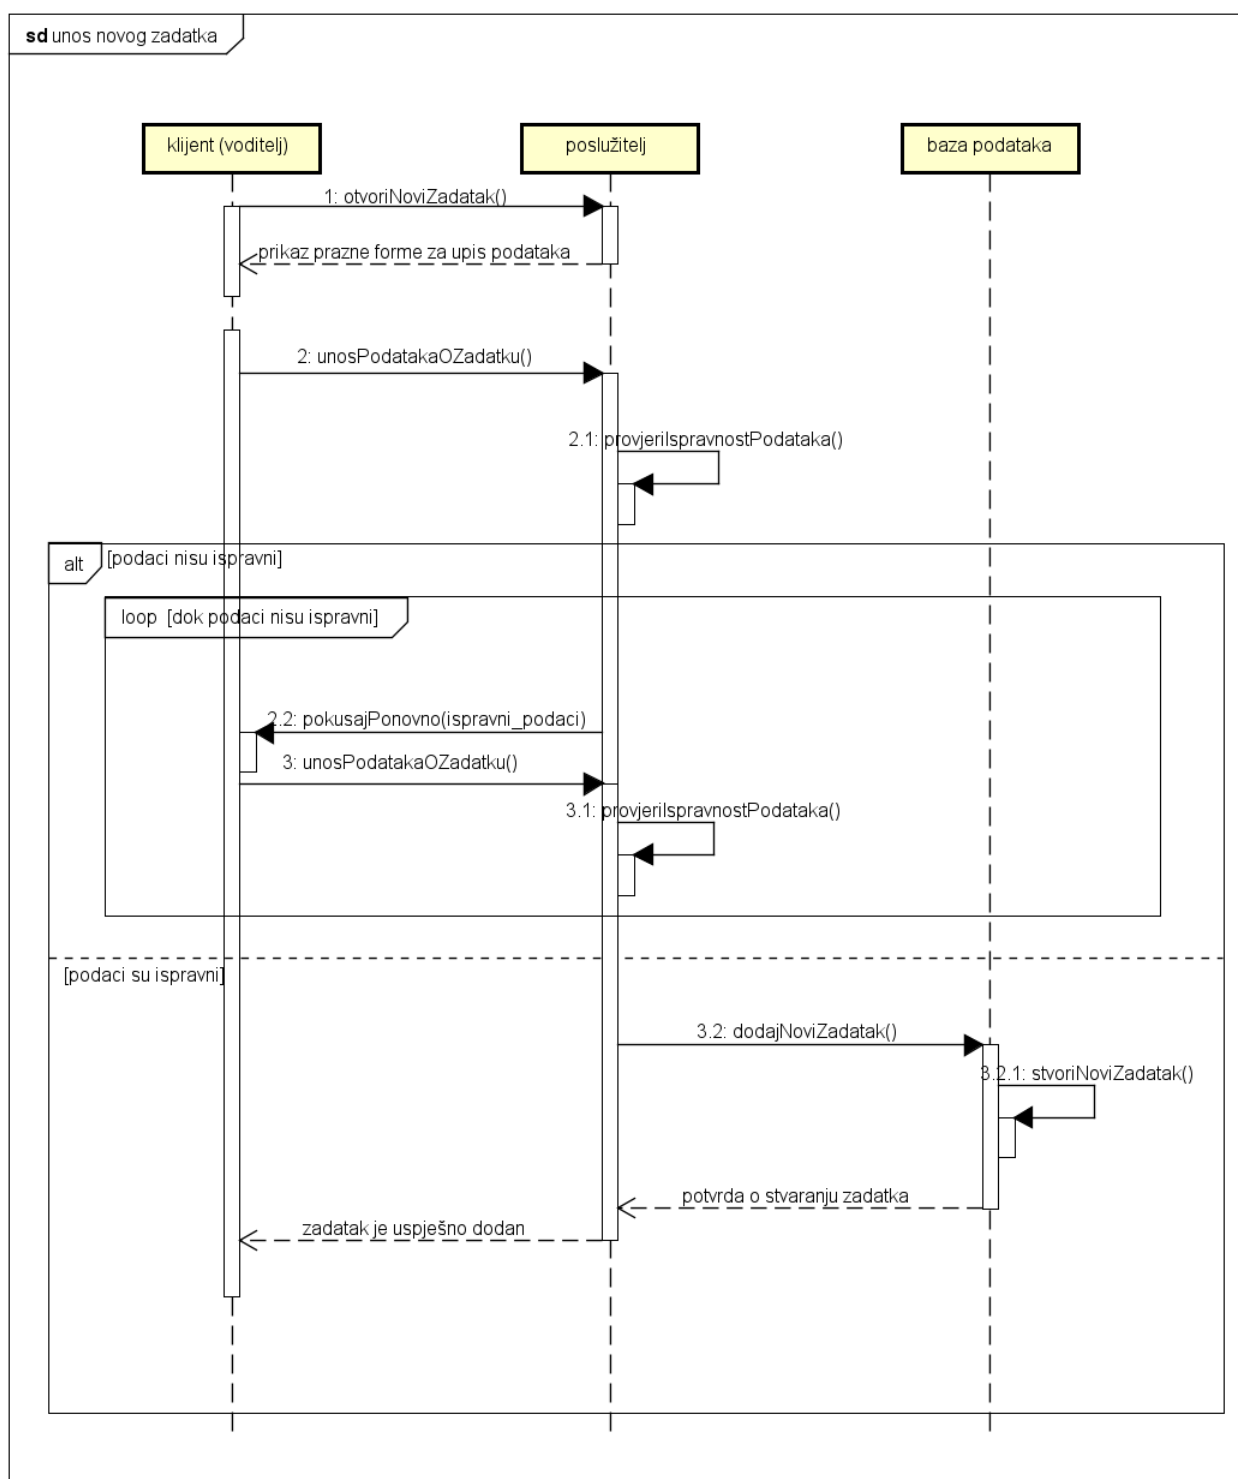 sd unos novog zadatka
klijent (voditelj)
poslužitelj
baza podataka
1: otvoriNoviZadatak()
prikaz prazne forme za upis podataka
2: unosPodatakaOZadatku()
2.1: provjeriIspravnostPodataka()
alt [podaci nisu ispravni]
loop [dok podaci nisu ispravni]
2.2: pokusajPonovno(ispravni_podaci)
3: unosPodatakaOZadatku()
3.1: provjeriIspravnostPodataka()
[podaci su ispravni]
3.2: dodajNoviZadatak()
3.2.1: stvoriNoviZadatak()
potvrda o stvaranju zadatka
zadatak je uspješno dodan